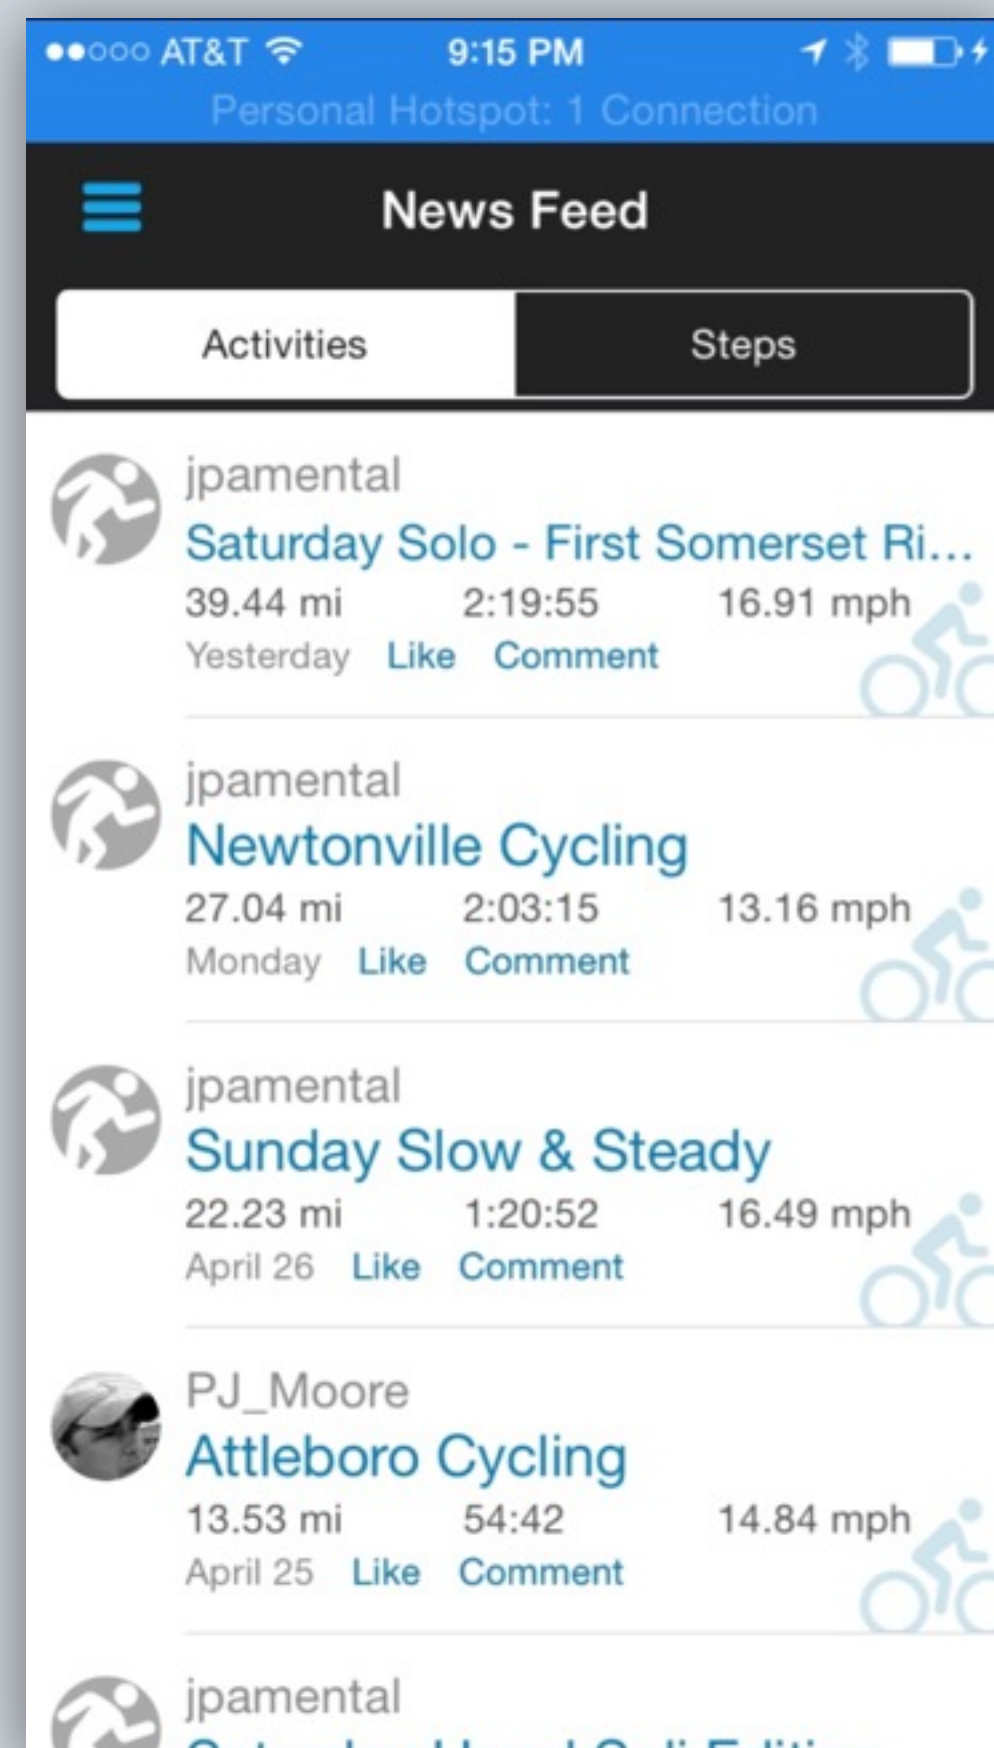 AT&T 9:15 PM
Personal Hotspot: 1 Connection
News Feed
Activities Steps
jpamental
Saturday Solo - First Somerset Ri...
39.44 mi 2:19:55 16.91 mph
Yesterday Like Comment
jpamental
Newtonville Cycling
27.04 mi 2:03:15 13.16 mph
Monday Like Comment
jpamental
Sunday Slow & Steady
22.23 mi 1:20:52 16.49 mph
April 26 Like Comment
PJ_Moore
Attleboro Cycling
13.53 mi 54:42 14.84 mph
April 25 Like Comment
jpamental